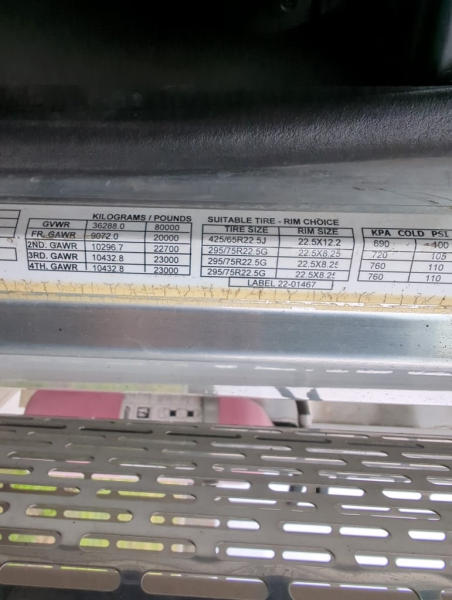 KILOGRAMS / POUNDS SUITABLE TIRE - RIM CHOICE
GVWR 36288.0 80000 TIRE SIZE RIM SIZE KPA COLD PSI
FR. GAWR 9072.0 20000 425/65R22.5J 22.5X12.2 690 100
2ND. GAWR 10296.7 22700 295/75R22.5G 22.5X8.25 720 105
3RD. GAWR 10432.8 23000 295/75R22.5G 22.5X8.25 760 110
4TH. GAWR 10432.8 23000 295/75R22.5G 22.5X8.25 760 110
LABEL 22-01467